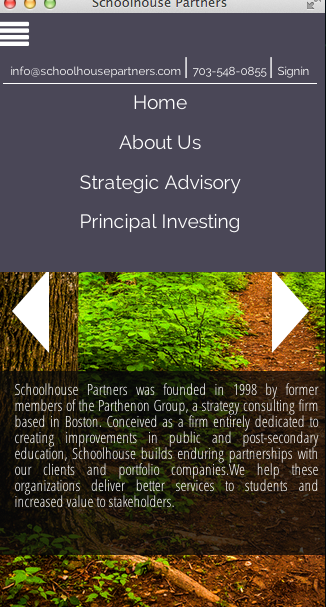 Schoolhouse Partners
info@schoolhousepartners.com | 703-548-0855 | Signin
Home
About Us
Strategic Advisory
Principal Investing
Schoolhouse Partners was founded in 1998 by former
members of the Parthenon Group, a strategy consulting firm
based in Boston. Conceived as a firm entirely dedicated to
creating improvements in public and post-secondary
education, Schoolhouse builds enduring partnerships with
our clients and portfolio companies.We help these
organizations deliver better services to students and
increased value to stakeholders.